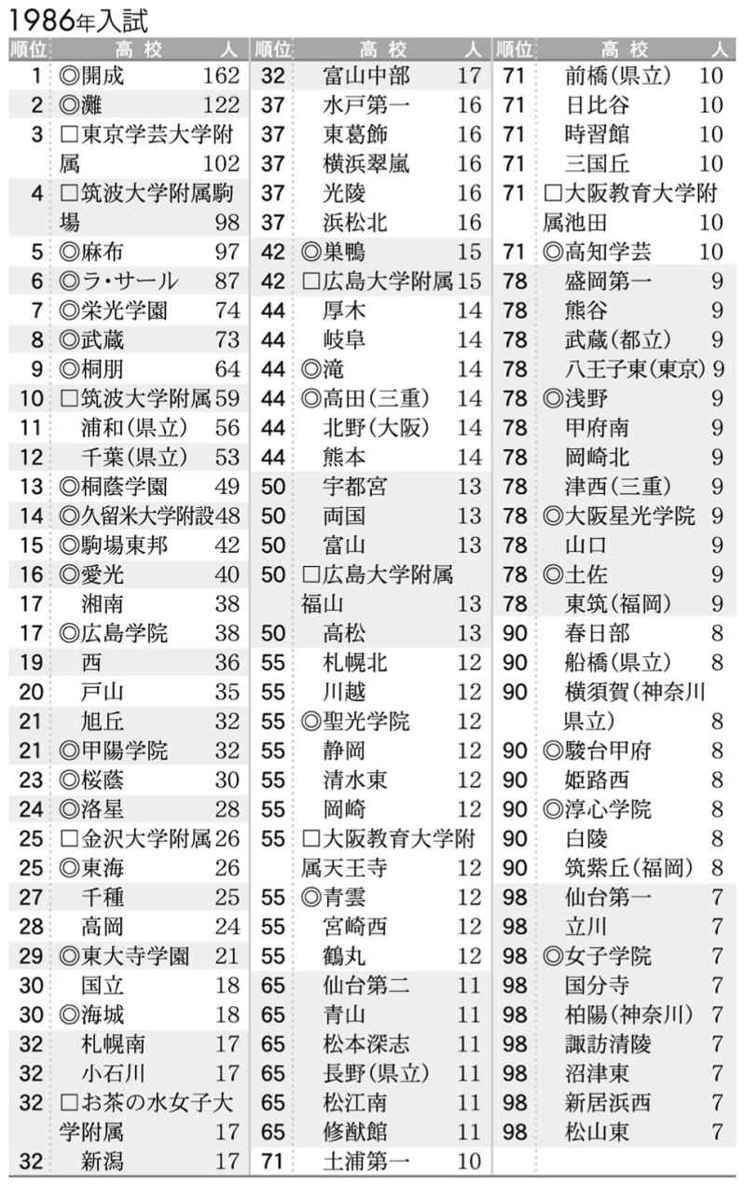 1986年入試
順位 高校 人
1 ◎開成 162
2 ◎灘 122
3 □東京学芸大学附
属 102
4 □筑波大学附属駒
場 98
5 ◎麻布 97
6 ◎ラ・サール 87
7 ◎栄光学園 74
8 ◎武蔵 73
9 ◎桐朋 64
10 □筑波大学附属 59
11 浦和(県立) 56
12 千葉(県立) 53
13 ◎桐蔭学園 49
14 ◎久留米大学附設 48
15 ◎駒場東邦 42
16 ◎愛光 40
17 湘南 38
17 ◎広島学院 38
19 西 36
20 戸山 35
21 旭丘 32
21 ◎甲陽学院 32
23 ◎桜蔭 30
24 ◎洛星 28
25 □金沢大学附属 26
25 ◎東海 26
27 千種 25
28 高岡 24
29 ◎東大寺学園 21
30 国立 18
30 ◎海城 18
32 札幌南 17
32 小石川 17
32 □お茶の水女子大
学附属 17
32 新潟 17
順位 高校 人
32 富山中部 17
37 水戸第一 16
37 東葛飾 16
37 横浜翠嵐 16
37 光陵 16
37 浜松北 16
42 ◎巣鴨 15
42 □広島大学附属 15
44 厚木 14
44 岐阜 14
44 ◎滝 14
44 ◎高田(三重) 14
44 北野(大阪) 14
44 熊本 14
50 宇都宮 13
50 両国 13
50 富山 13
50 □広島大学附属
福山 13
50 高松 13
55 札幌北 12
55 川越 12
55 ◎聖光学院 12
55 静岡 12
55 清水東 12
55 岡崎 12
55 □大阪教育大学附
属天王寺 12
55 ◎青雲 12
55 宮崎西 12
55 鶴丸 12
65 仙台第二 11
65 青山 11
65 松本深志 11
65 長野(県立) 11
65 松江南 11
65 修猷館 11
71 土浦第一 10
順位 高校 人
71 前橋(県立) 10
71 日比谷 10
71 時習館 10
71 三国丘 10
71 □大阪教育大学附
属池田 10
71 ◎高知学芸 10
78 盛岡第一 9
78 熊谷 9
78 武蔵(都立) 9
78 八王子東(東京) 9
78 ◎浅野 9
78 甲府南 9
78 岡崎北 9
78 津西(三重) 9
78 ◎大阪星光学院 9
78 山口 9
78 ◎土佐 9
78 東筑(福岡) 9
90 春日部 8
90 船橋(県立) 8
90 横須賀(神奈川
県立) 8
90 ◎駿台甲府 8
90 姫路西 8
90 ◎淳心学院 8
90 白陵 8
90 筑紫丘(福岡) 8
98 仙台第一 7
98 立川 7
98 ◎女子学院 7
98 国分寺 7
98 柏陽(神奈川) 7
98 諏訪清陵 7
98 沼津東 7
98 新居浜西 7
98 松山東 7